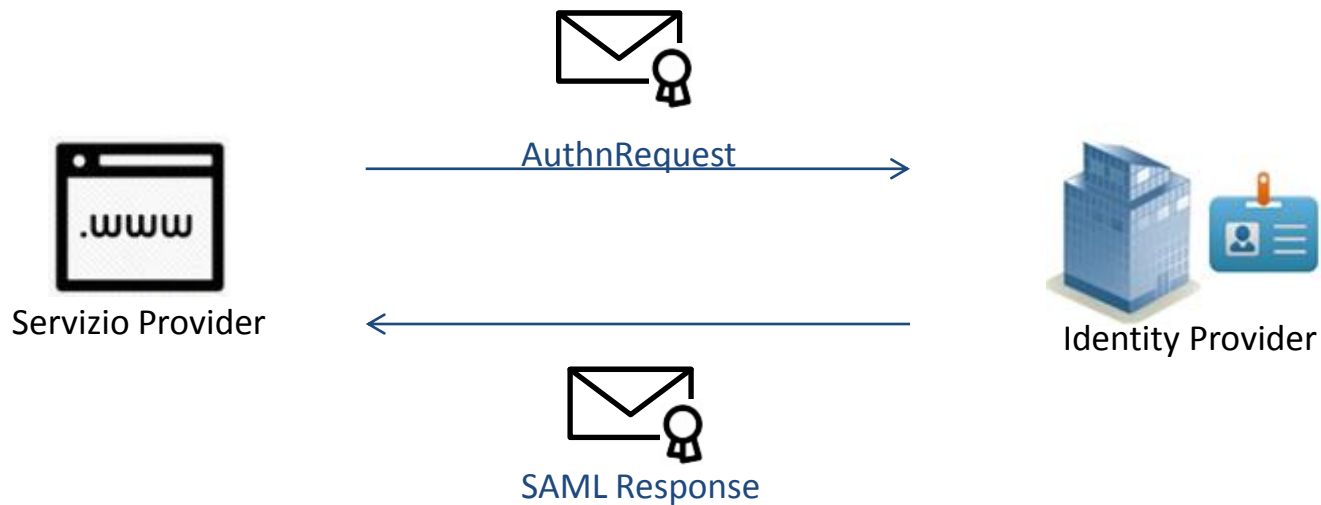 AuthnRequest
.www
Servizio Provider
Identity Provider
SAML Response